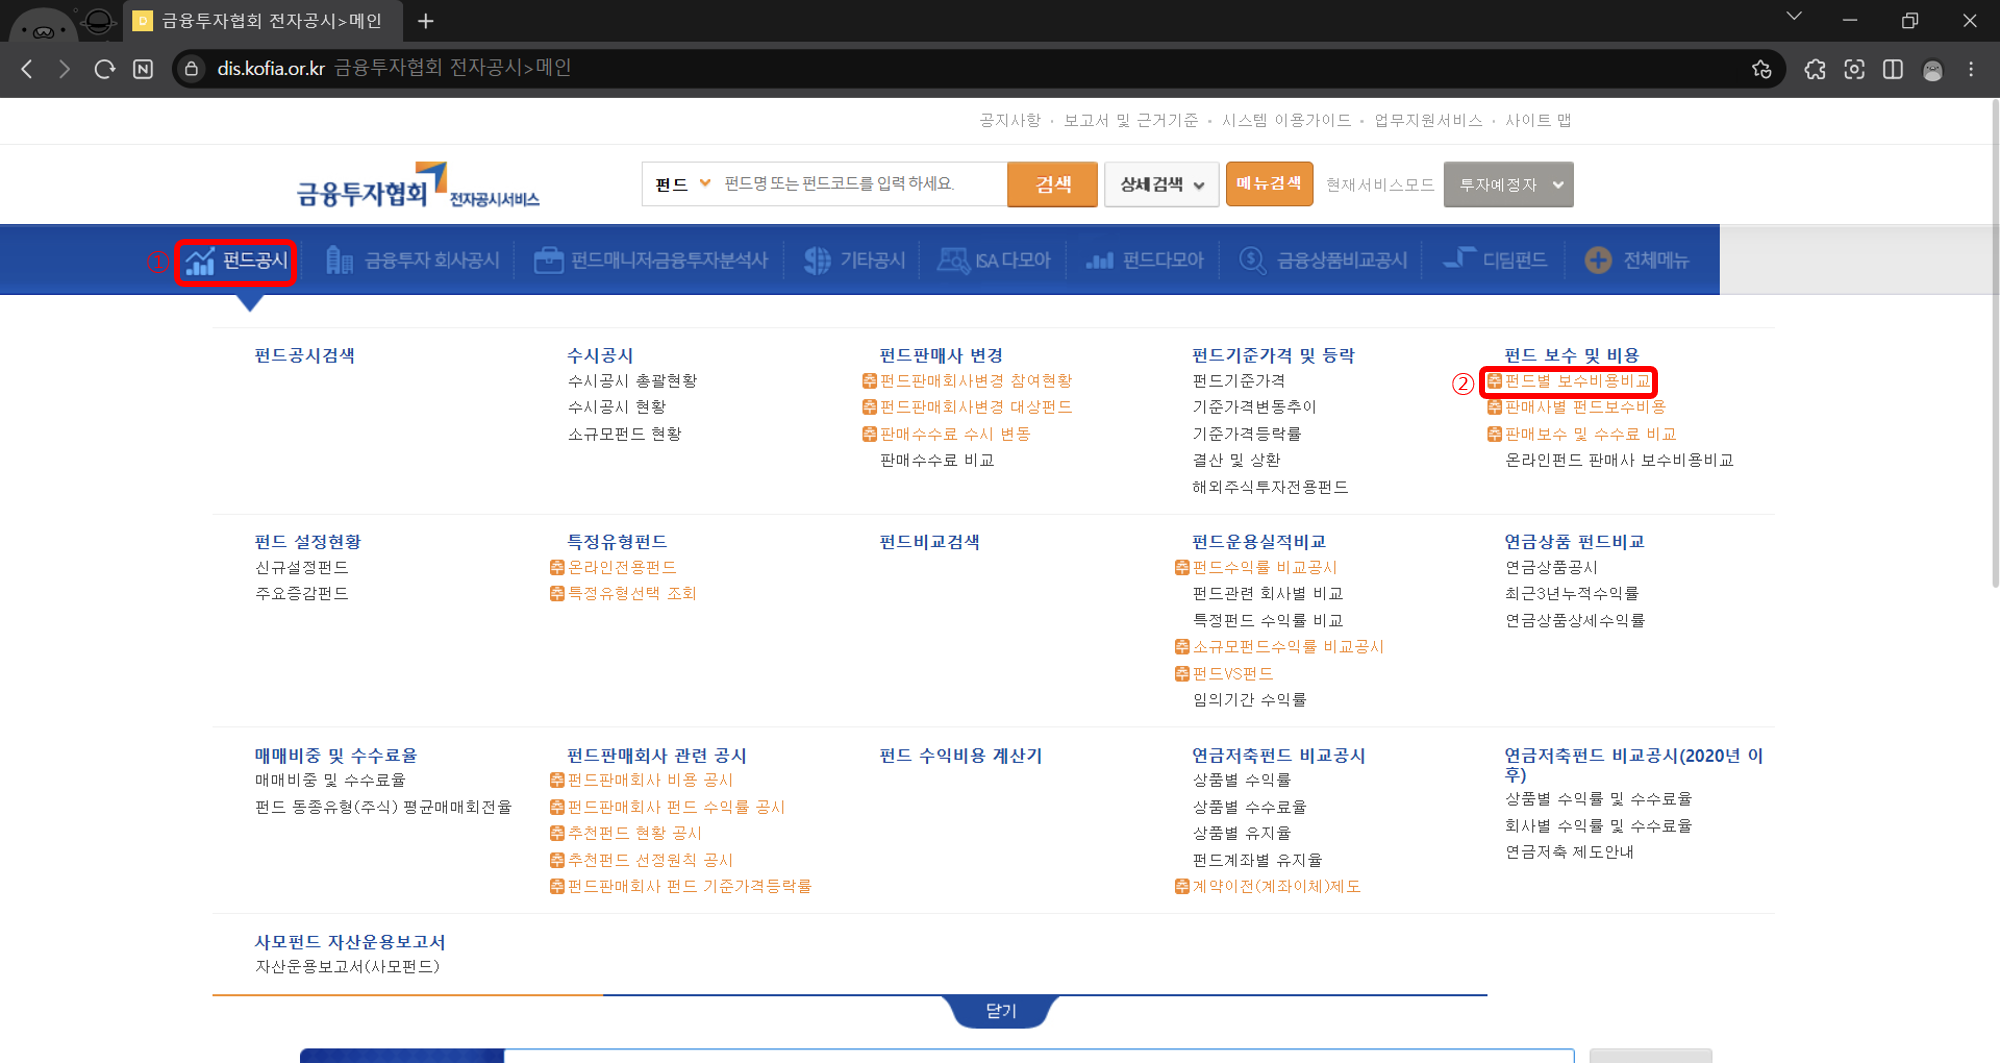 금융투자협회 전자공시>메인
dis.kofia.or.kr 금융투자협회 전자공시>메인
공지사항 · 보고서 및 근거기준 · 시스템 이용가이드 · 업무지원서비스 · 사이트 맵
금융투자협회 전자공시서비스
펀드 펀드명 또는 펀드코드를 입력 하세요. 검색 상세검색 메뉴검색 현재서비스모드 투자예정자
① 펀드공시 금융투자 회사공시 펀드매니저·금융투자분석사 기타공시 ISA 다모아 펀드다모아 금융상품비교공시 디딤펀드 전체메뉴
펀드공시검색
수시공시
수시공시 총괄현황
수시공시 현황
소규모펀드 현황
펀드판매사 변경
추 펀드판매회사변경 참여현황
추 펀드판매회사변경 대상펀드
추 판매수수료 수시 변동
판매수수료 비교
펀드기준가격 및 등락
펀드기준가격
기준가격변동추이
기준가격등락률
결산 및 상환
해외주식투자전용펀드
펀드 보수 및 비용
② 추 펀드별 보수비용비교
추 판매사별 펀드보수비용
추 판매보수 및 수수료 비교
온라인펀드 판매사 보수비용비교
펀드 설정현황
신규설정펀드
주요증감펀드
특정유형펀드
추 온라인전용펀드
추 특정유형선택 조회
펀드비교검색
펀드운용실적비교
추 펀드수익률 비교공시
펀드관련 회사별 비교
특정펀드 수익률 비교
추 소규모펀드수익률 비교공시
추 펀드VS펀드
임의기간 수익률
연금상품 펀드비교
연금상품공시
최근3년누적수익률
연금상품상세수익률
매매비중 및 수수료율
매매비중 및 수수료율
펀드 동종유형(주식) 평균매매회전율
펀드판매회사 관련 공시
추 펀드판매회사 비용 공시
추 펀드판매회사 펀드 수익률 공시
추 추천펀드 현황 공시
추 추천펀드 선정원칙 공시
추 펀드판매회사 펀드 기준가격등락률
펀드 수익비용 계산기
연금저축펀드 비교공시
상품별 수익률
상품별 수수료율
상품별 유지율
펀드계좌별 유지율
추 계약이전(계좌이체)제도
연금저축펀드 비교공시(2020년 이
후)
상품별 수익률 및 수수료율
회사별 수익률 및 수수료율
연금저축 제도안내
사모펀드 자산운용보고서
자산운용보고서(사모펀드)
닫기